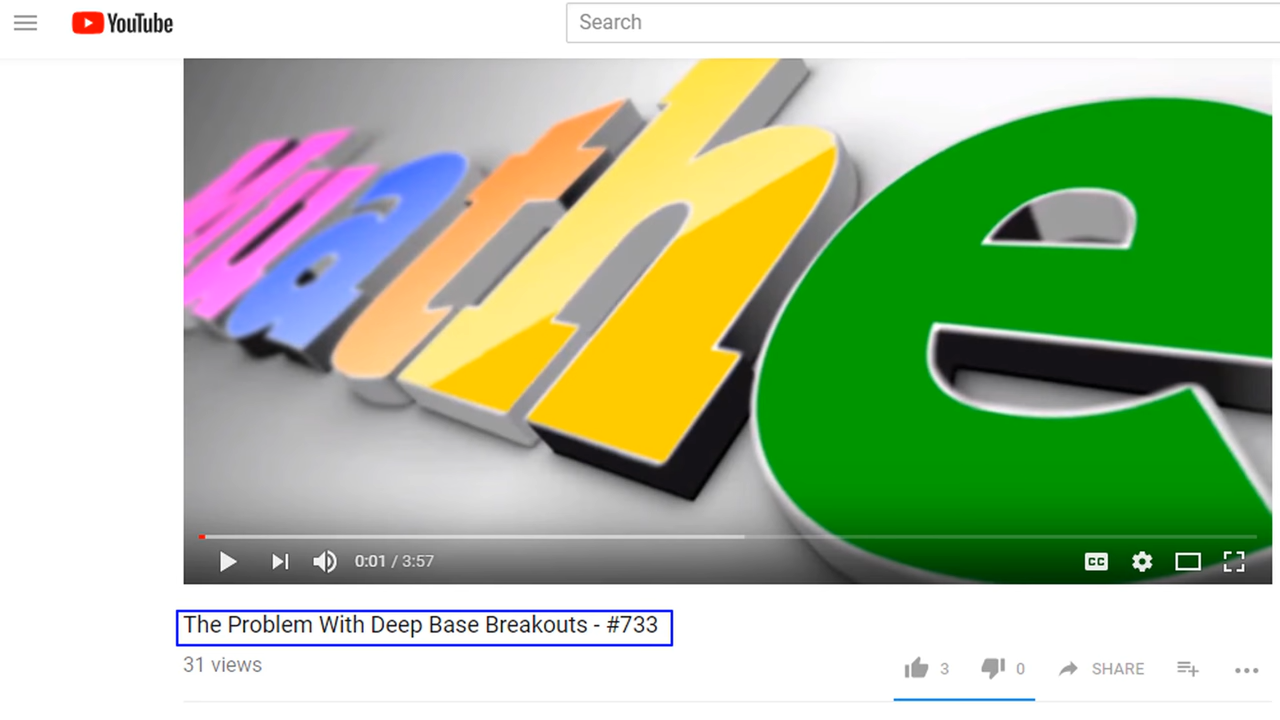 YouTube
Search
Mathe
0:01 / 3:57
CC
The Problem With Deep Base Breakouts - #733
31 views
3
0
SHARE